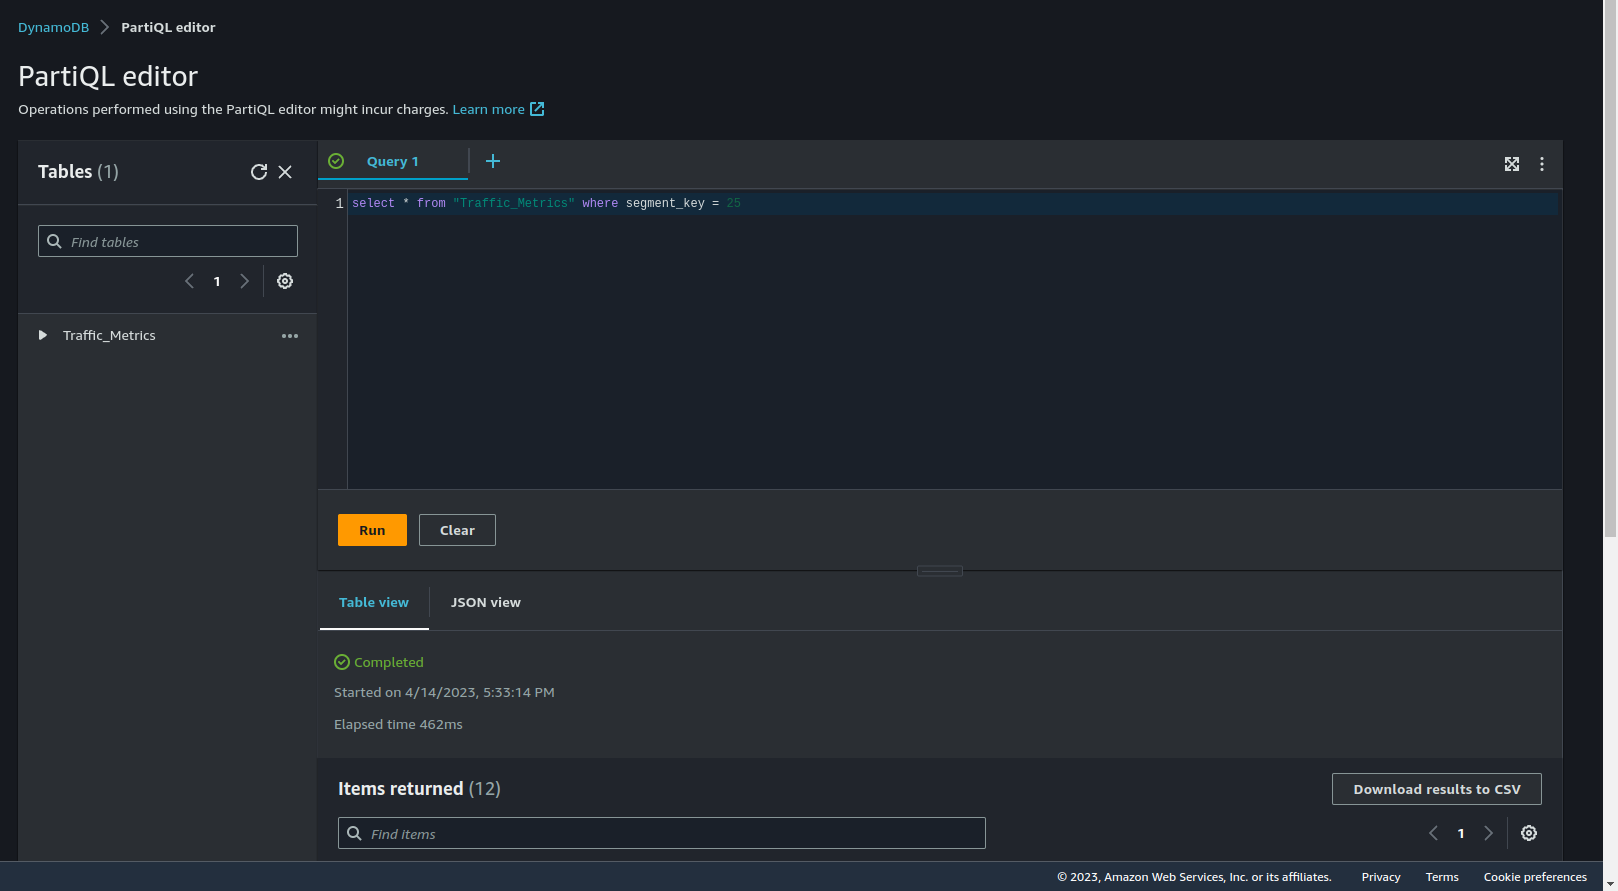 DynamoDB > PartiQL editor
PartiQL editor
Operations performed using the PartiQL editor might incur charges. Learn more
Tables (1)
Find tables
1
Traffic_Metrics
Query 1
1 select * from "Traffic_Metrics" where segment_key = 25
Run Clear
Table view JSON view
Completed
Started on 4/14/2023, 5:33:14 PM
Elapsed time 462ms
Items returned (12)
Download results to CSV
Find items
1
© 2023, Amazon Web Services, Inc. or its affiliates. Privacy Terms Cookie preferences